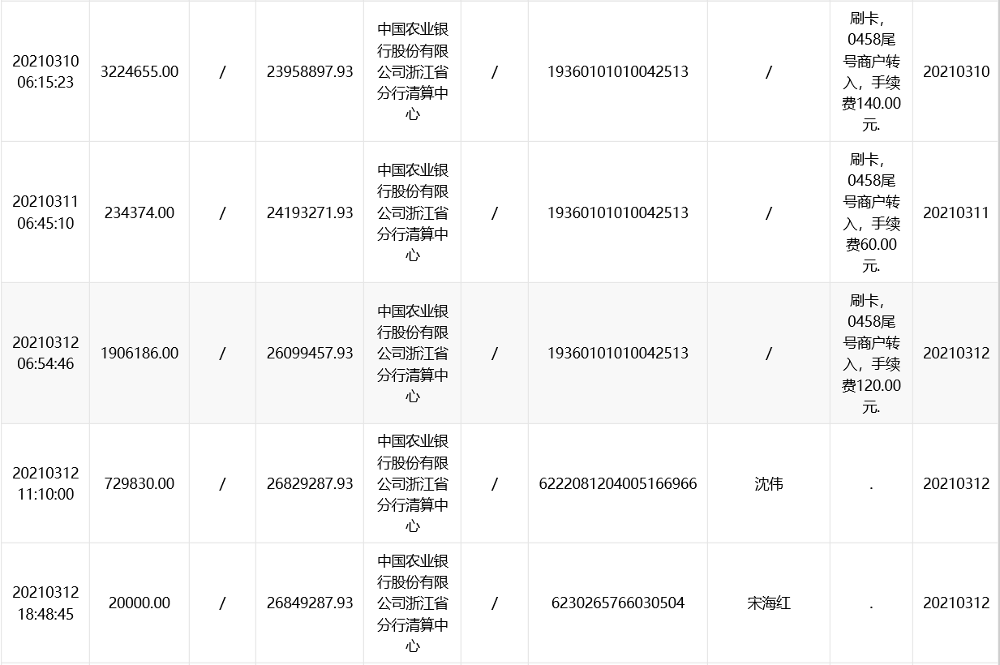 20210310
06:15:23
3224655.00
/
23958897.93
中国农业银
行股份有限
公司浙江省
分行清算中
心
/
19360101010042513
/
刷卡，
0458尾
号商户转
入，手续
费140.00
元.
20210310
20210311
06:45:10
234374.00
/
24193271.93
中国农业银
行股份有限
公司浙江省
分行清算中
心
/
19360101010042513
/
刷卡，
0458尾
号商户转
入，手续
费60.00
元.
20210311
20210312
06:54:46
1906186.00
/
26099457.93
中国农业银
行股份有限
公司浙江省
分行清算中
心
/
19360101010042513
/
刷卡，
0458尾
号商户转
入，手续
费120.00
元.
20210312
20210312
11:10:00
729830.00
/
26829287.93
中国农业银
行股份有限
公司浙江省
分行清算中
心
/
6222081204005166966
沈伟
.
20210312
20210312
18:48:45
20000.00
/
26849287.93
中国农业银
行股份有限
公司浙江省
分行清算中
心
/
6230265766030504
宋海红
.
20210312